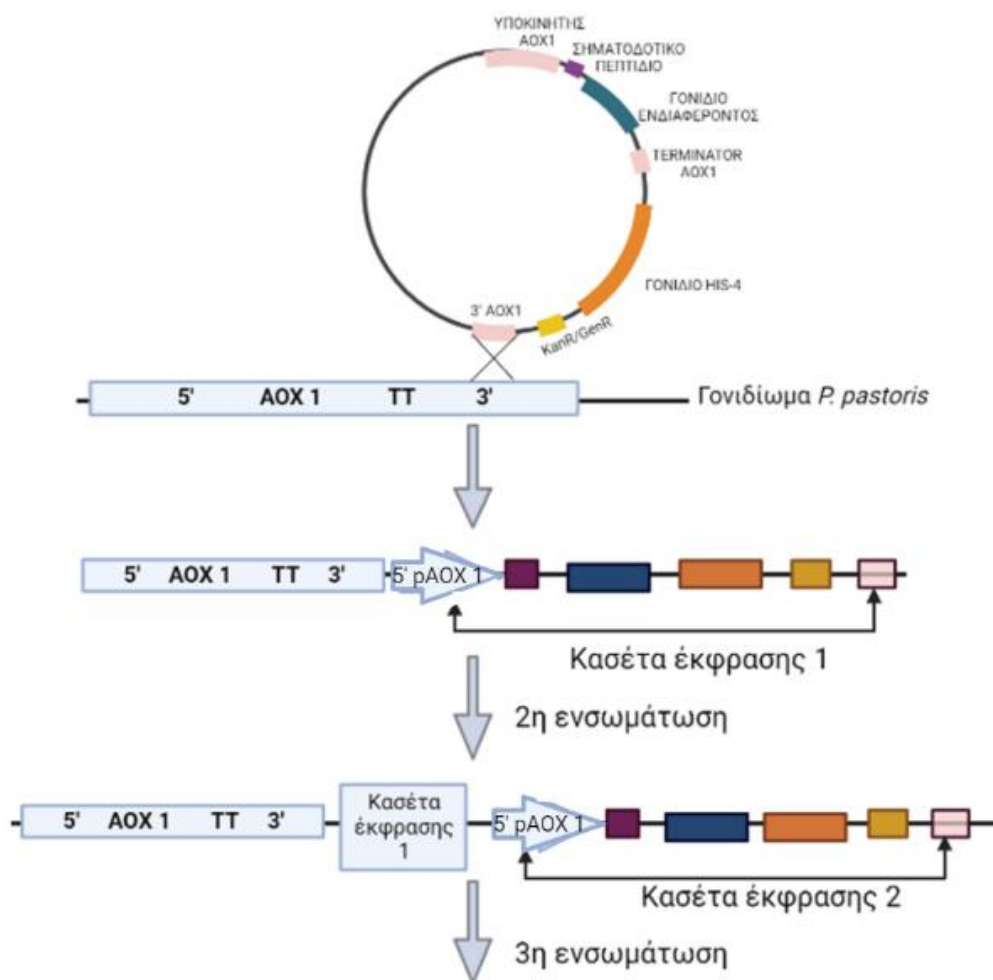 ΥΠΟΚΙΝΗΤΗΣ
AOX1
ΣΗΜΑΤΟΔΟΤΙΚΟ
ΠΕΠΤΙΔΙΟ
ΓΟΝΙΔΙΟ
ΕΝΔΙΑΦΕΡΟΝΤΟΣ
TERMINATOR
AOX1
ΓΟΝΙΔΙΟ HIS-4
KanR/GenR
3' AOX1
5' AOX 1 TT 3'
Γονιδίωμα P. pastoris
5' AOX 1 TT 3'
5' pAOX 1
Κασέτα έκφρασης 1
2η ενσωμάτωση
5' AOX 1 TT 3'
Κασέτα
έκφρασης
1
5' pAOX 1
Κασέτα έκφρασης 2
3η ενσωμάτωση